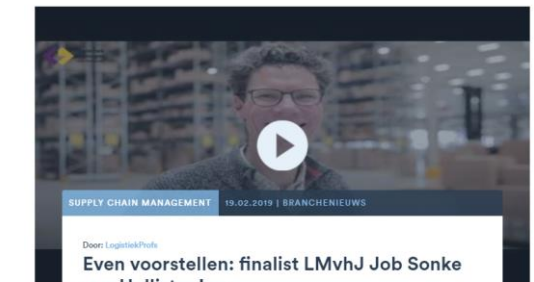 SUPPLY CHAIN MANAGEMENT 19.02.2019 | BRANCHENIEUWS
Door: LogistiekProfs
Even voorstellen: finalist LMvhJ Job Sonke